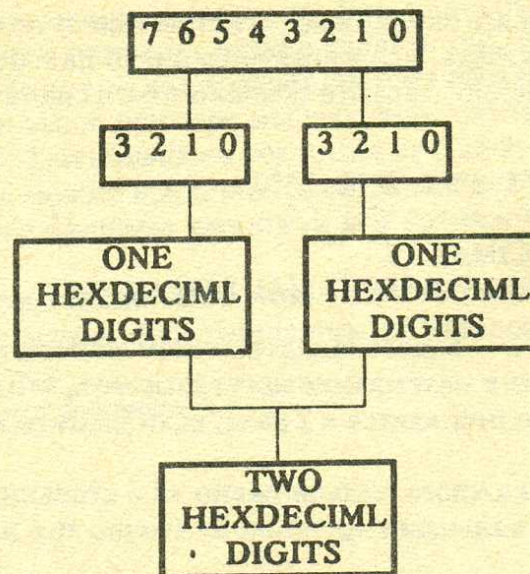 7 6 5 4 3 2 1 0
3 2 1 0
3 2 1 0
ONE
HEXDECIML
DIGITS
ONE
HEXDECIML
DIGITS
TWO
HEXDECIML
DIGITS